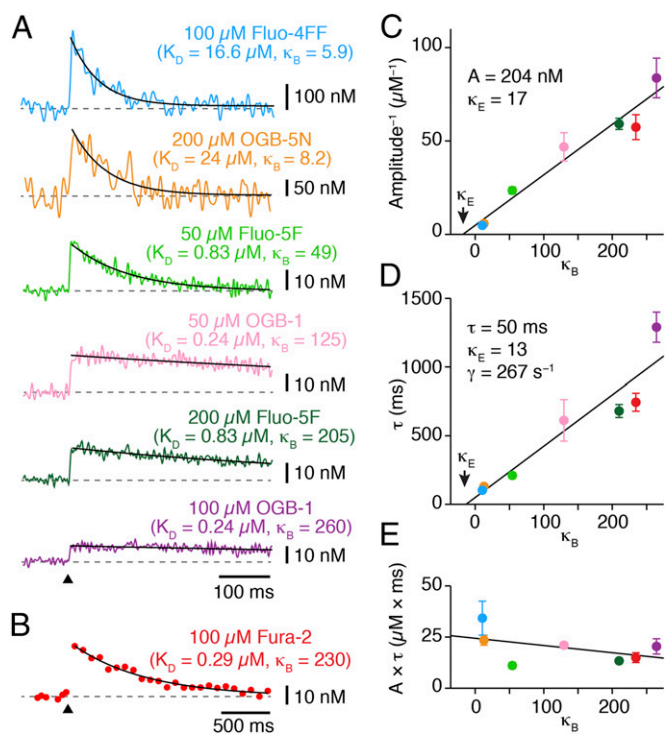 A
100 µM Fluo-4FF
(K_D = 16.6 µM, κ_B = 5.9)
100 nM
200 µM OGB-5N
(K_D = 24 µM, κ_B = 8.2)
50 nM
50 µM Fluo-5F
(K_D = 0.83 µM, κ_B = 49)
10 nM
50 µM OGB-1
(K_D = 0.24 µM, κ_B = 125)
10 nM
200 µM Fluo-5F
(K_D = 0.83 µM, κ_B = 205)
10 nM
100 µM OGB-1
(K_D = 0.24 µM, κ_B = 260)
10 nM
100 ms
B
100 µM Fura-2
(K_D = 0.29 µM, κ_B = 230)
10 nM
500 ms
C
Amplitude⁻¹ (µM⁻¹)
100
50
0
A = 204 nM
κ_E = 17
κ_E
0 100 200
κ_B
D
τ (ms)
1500
1000
500
0
τ = 50 ms
κ_E = 13
γ = 267 s⁻¹
κ_E
0 100 200
κ_B
E
A × τ (µM × ms)
50
25
0
0 100 200
κ_B